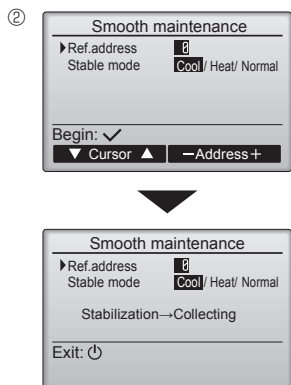 ②
Smooth maintenance
Ref.address 0
Stable mode Cool / Heat/ Normal
Begin: ✓
▼ Cursor ▲ −Address+
Smooth maintenance
Ref.address 0
Stable mode Cool / Heat/ Normal
Stabilization→Collecting
Exit: ⏻